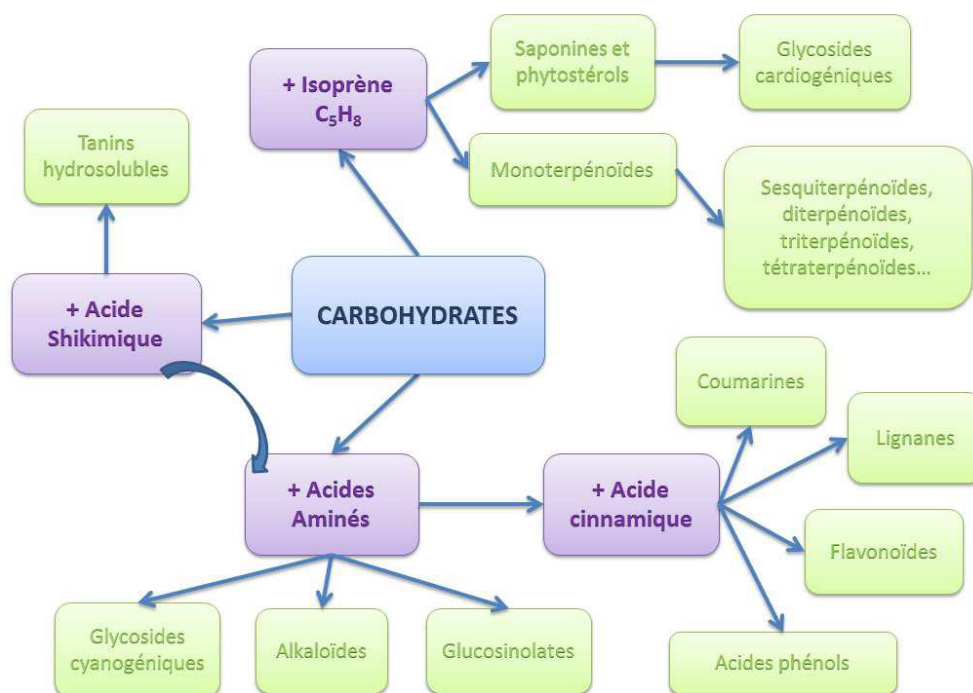 Saponines et
phytostérols
Glycosides
cardiogéniques
+ Isoprène
C₅H₈
Tanins
hydrosolubles
Monoterpénoïdes
Sesquiterpénoïdes,
diterpénoïdes,
triterpénoïdes,
tétraterpénoïdes...
+ Acide
Shikimique
CARBOHYDRATES
Coumarines
Lignanes
+ Acides
Aminés
+ Acide
cinnamique
Flavonoïdes
Glycosides
cyanogéniques
Alkaloïdes
Glucosinolates
Acides phénols